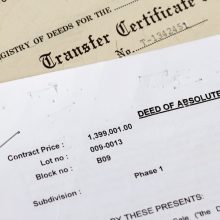 REGISTRY OF DEEDS FOR THE
Transfer Certificate
No. T-1342451
DEED OF ABSOLUTE
Contract Price : 1,399,001.00
Lot no : 009-0013
Block no : B09
Phase 1
Subdivision :
BY THESE PRESENTS: